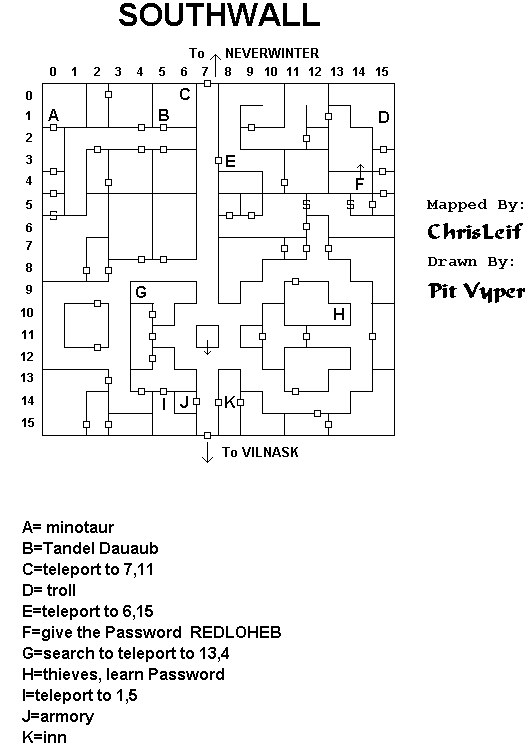 SOUTHWALL
To NEVERWINTER
0 1 2 3 4 5 6 7 8 9 10 11 12 13 14 15
0 C
1 A B D
2
3 E
4 F
5 S S S
6
7
8
9 G
10 H
11
12
13
14 I J K
15
To VILNASK
Mapped By:
ChrisLeif
Drawn By:
Pit Vyper
A= minotaur
B=Tandel Dauaub
C=teleport to 7,11
D= troll
E=teleport to 6,15
F=give the Password REDLOHEB
G=search to teleport to 13,4
H=thieves, learn Password
I=teleport to 1,5
J=armory
K=inn